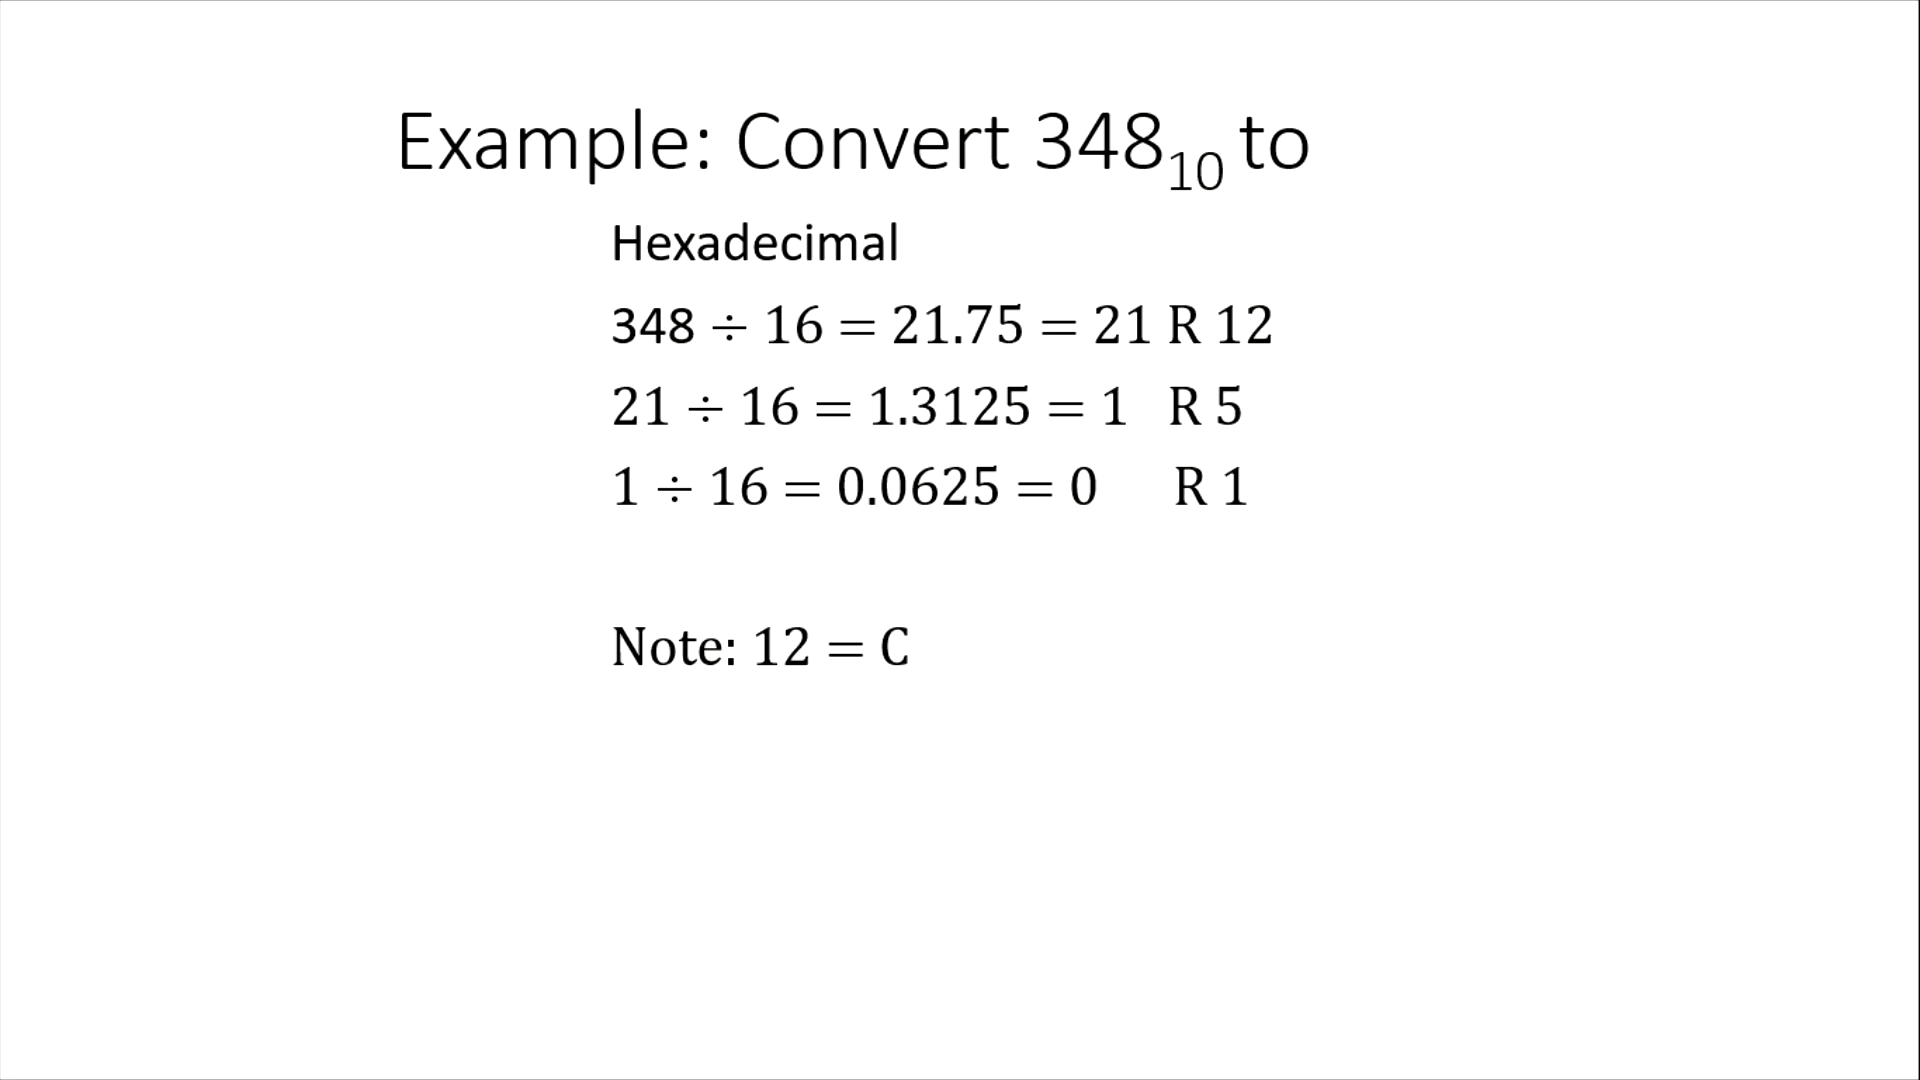 Example: Convert 348₁₀ to
Hexadecimal
348 ÷ 16 = 21.75 = 21 R 12
21 ÷ 16 = 1.3125 = 1 R 5
1 ÷ 16 = 0.0625 = 0 R 1
Note: 12 = C